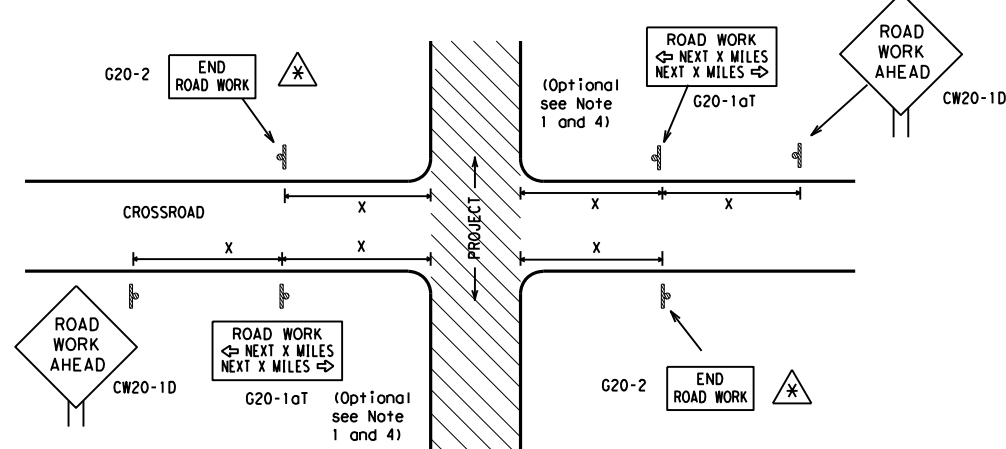 ROAD
WORK
AHEAD
CW20-1D
ROAD WORK
⇦ NEXT X MILES
NEXT X MILES ⇨
G20-1aT
(Optional
see Note
1 and 4)
G20-2
END
ROAD WORK
*
X
X
X
CROSSROAD
PROJECT
X
X
X
ROAD
WORK
AHEAD
CW20-1D
ROAD WORK
⇦ NEXT X MILES
NEXT X MILES ⇨
G20-1aT
(Optional
see Note
1 and 4)
G20-2
END
ROAD WORK
*